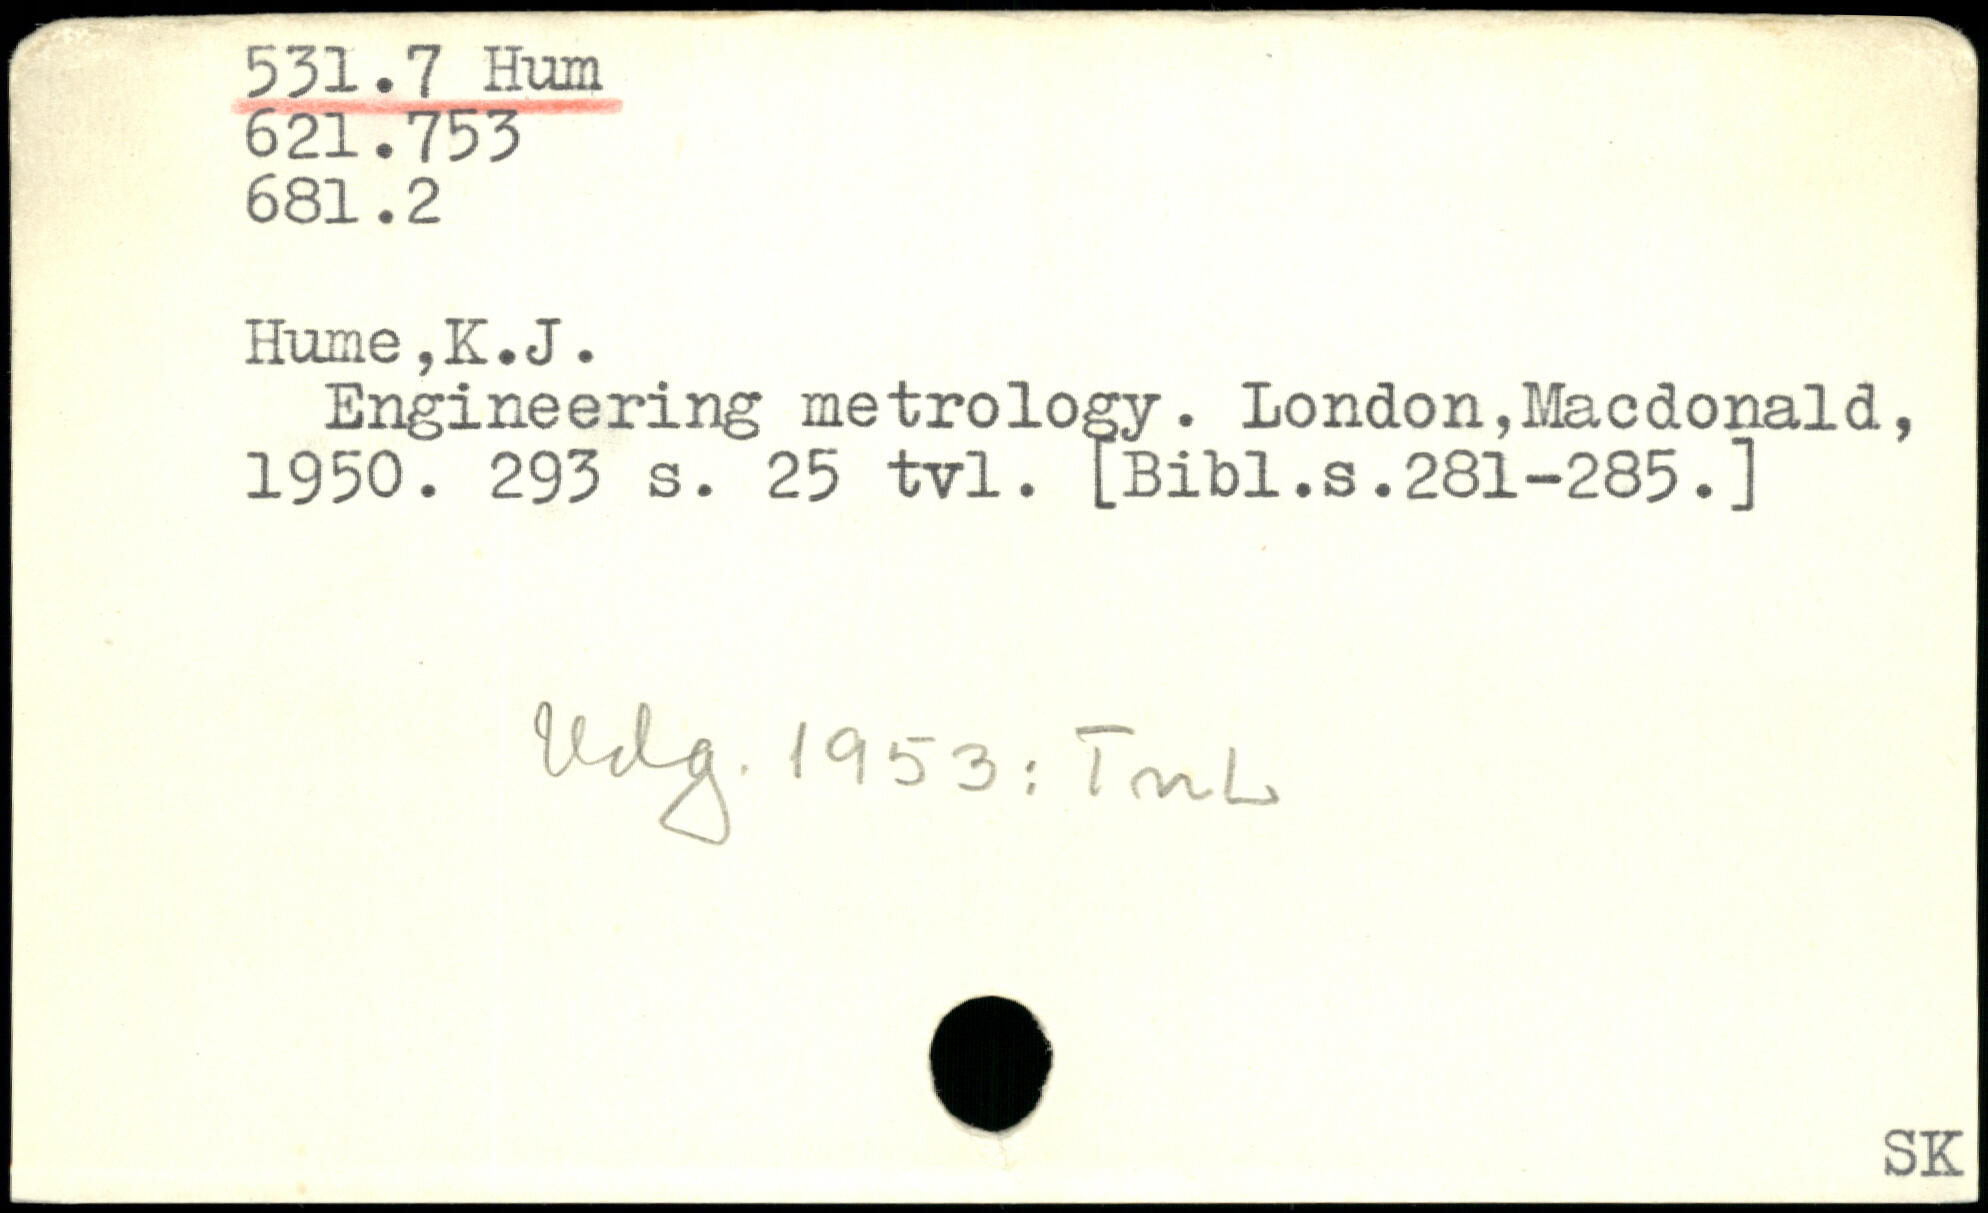 531.7 Hum
621.753
681.2
Hume,K.J.
Engineering metrology. London,Macdonald,
1950. 293 s. 25 tvl. [Bibl.s.281-285.]
Udg. 1953: TnL
SK